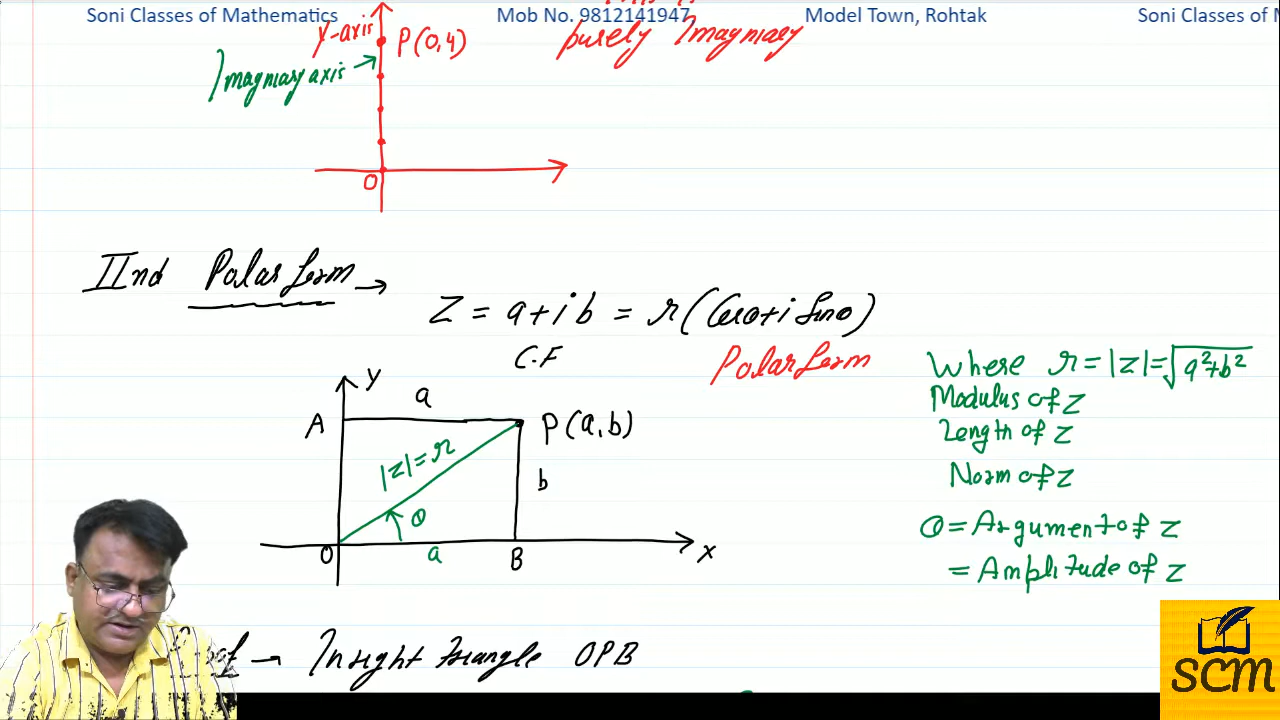 Soni Classes of Mathematics Mob No. 9812141947 Model Town, Rohtak Soni Classes of M
Y-axis P(0,4) purely Imaginary
Imaginary axis
O
IInd Polar form →
Z = a+ib = r(Cosθ+i Sinθ)
C.F Polar form
Where r = |Z| = √a²+b²
Modulus of Z
Length of Z
Norm of Z
θ = Argument of Z
= Amplitude of Z
y
a
A P(a,b)
|Z|=r
b
θ
O a B x
→ In right triangle OPB
SCM